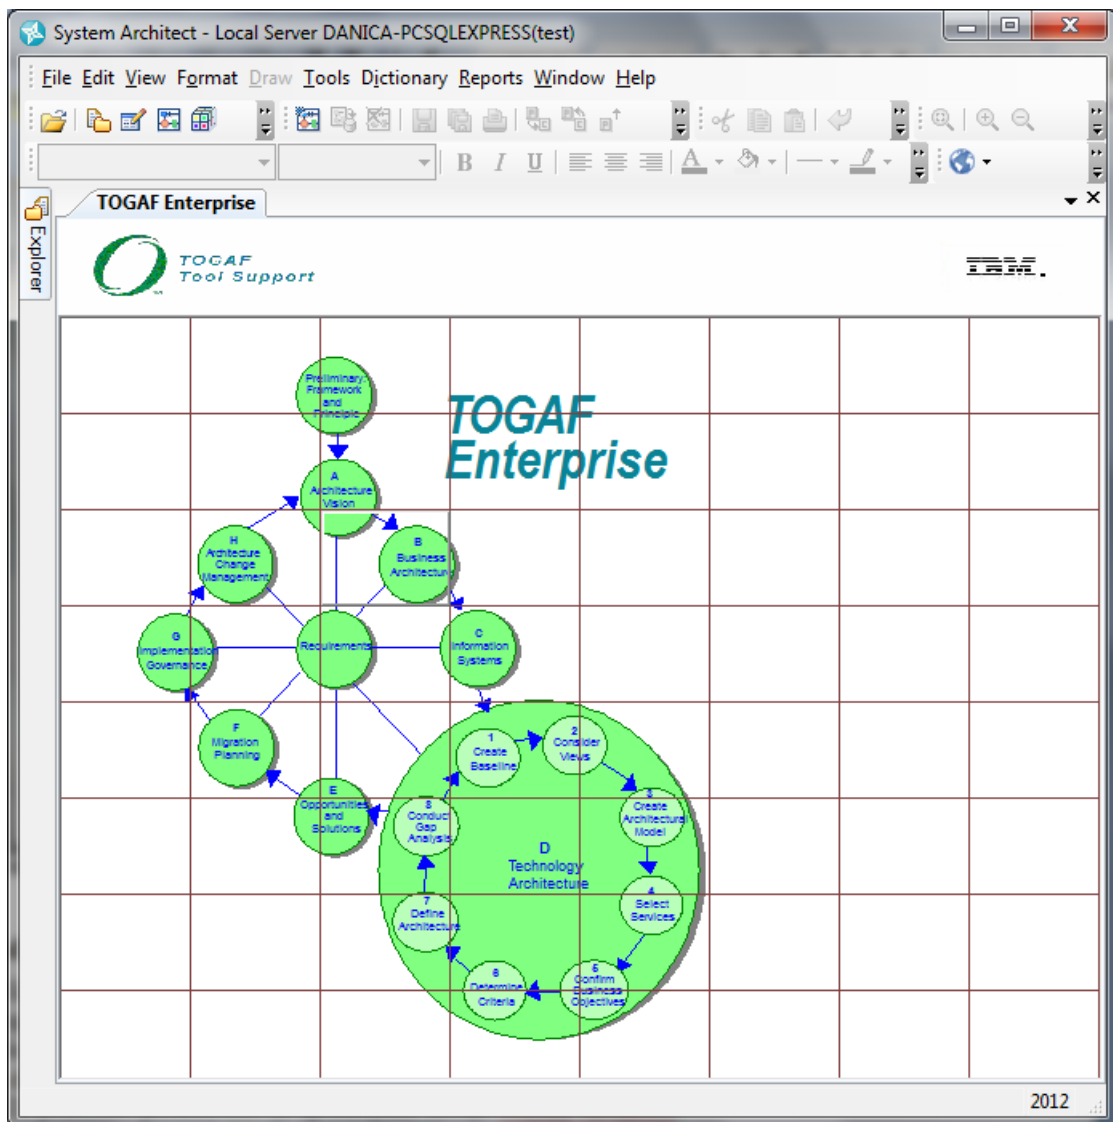 System Architect - Local Server DANICA-PCSQLEXPRESS(test)
File Edit View Format Draw Tools Dictionary Reports Window Help
B I U A
Explorer
TOGAF Enterprise
TOGAF
Tool Support
IBM.
Preliminary:
Framework
and
Principle
TOGAF
Enterprise
A
Architecture
Vision
H
Architecture
Change
Management
B
Business
Architecture
G
Implementation
Governance
Requirements
C
Information
Systems
F
Migration
Planning
E
Opportunities
and
Solutions
D
Technology
Architecture
1
Create
Baseline
2
Consider
Views
3
Create
Architectural
Model
4
Select
Services
5
Confirm
Business
Objectives
6
Determine
Criteria
7
Define
Architecture
8
Conduct
Gap
Analysis
2012